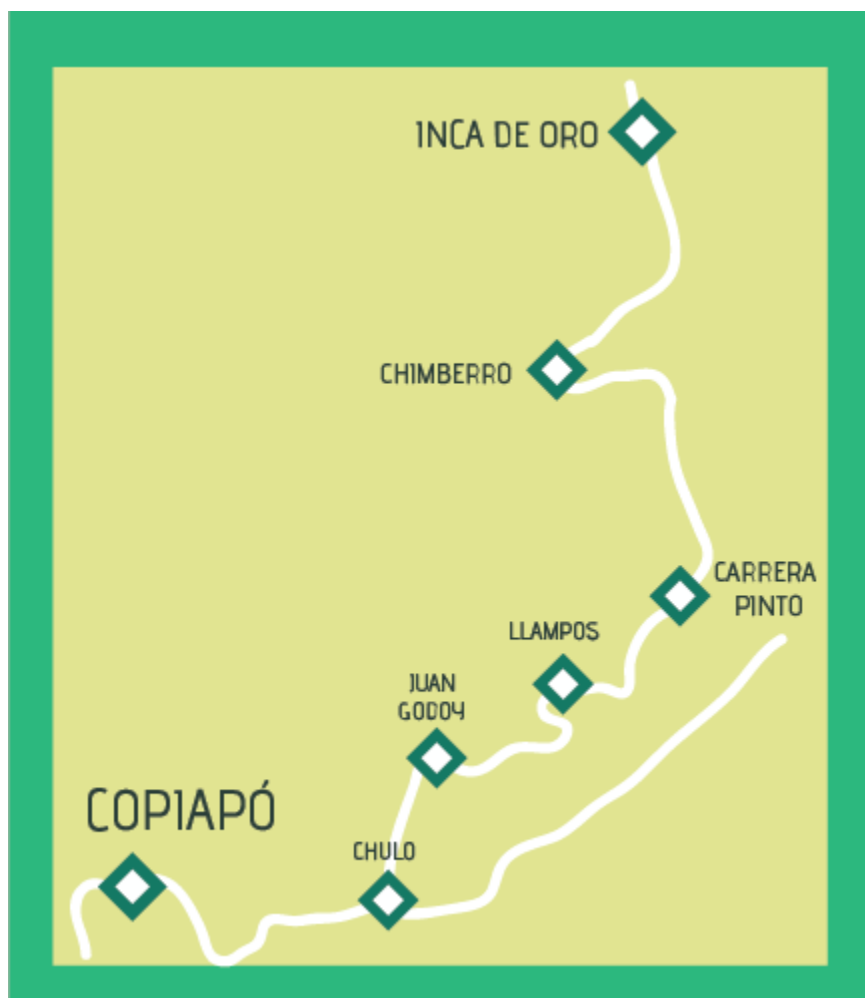 INCA DE ORO
CHIMBERRO
CARRERA
PINTO
LLAMPOS
JUAN
GODOY
COPIAPÓ
CHULO